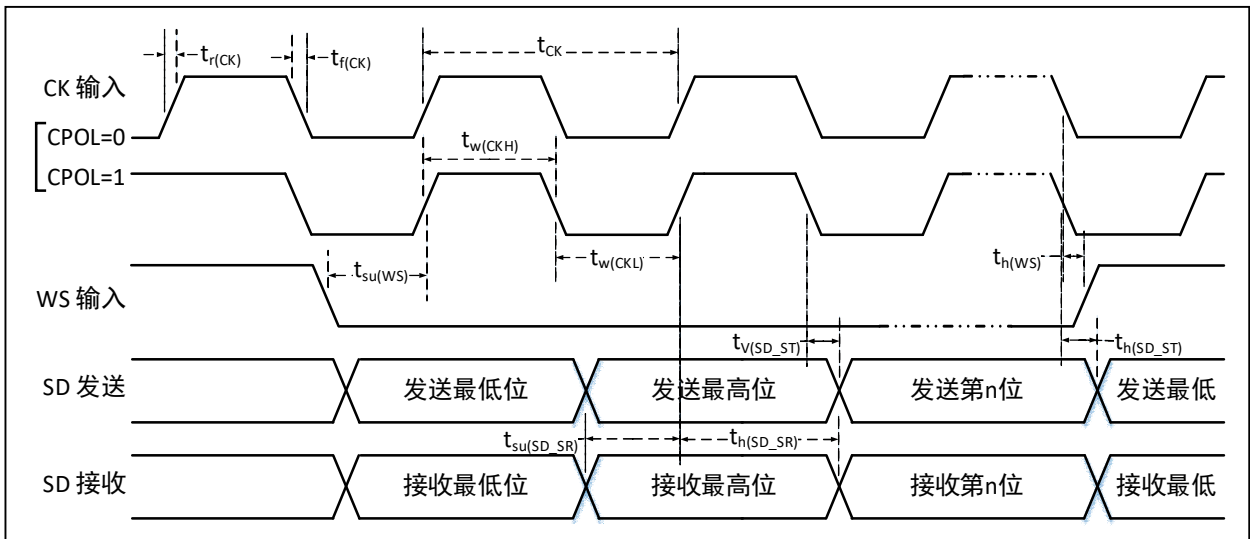 t_r(CK)
t_f(CK)
t_CK
CK 输入
CPOL=0
t_w(CKH)
CPOL=1
t_su(WS)
t_w(CKL)
t_h(WS)
WS 输入
t_V(SD_ST)
t_h(SD_ST)
SD 发送
发送最低位
发送最高位
发送第n位
发送最低
t_su(SD_SR)
t_h(SD_SR)
SD 接收
接收最低位
接收最高位
接收第n位
接收最低